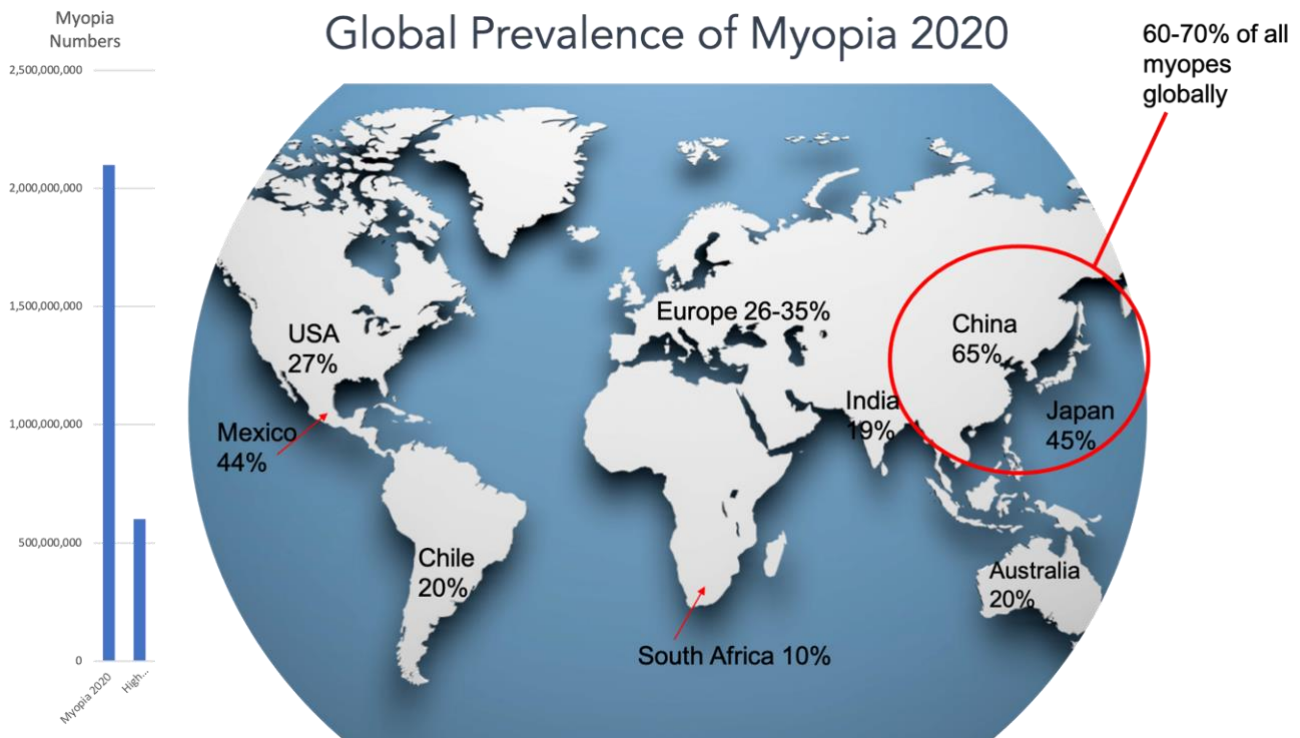 Myopia
Numbers
2,500,000,000
2,000,000,000
1,500,000,000
1,000,000,000
500,000,000
0
Myopia 2020
High...
Global Prevalence of Myopia 2020
60-70% of all
myopes
globally
USA
27%
Mexico
44%
Chile
20%
Europe 26-35%
South Africa 10%
India
19%
China
65%
Japan
45%
Australia
20%